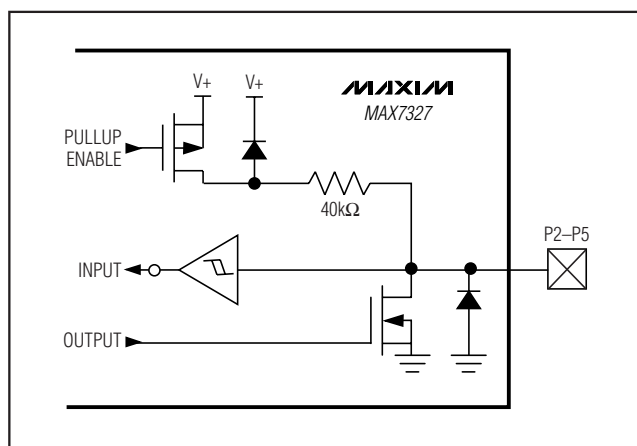 V+ V+
MAXIM
MAX7327
PULLUP
ENABLE
40kΩ
P2–P5
INPUT
OUTPUT